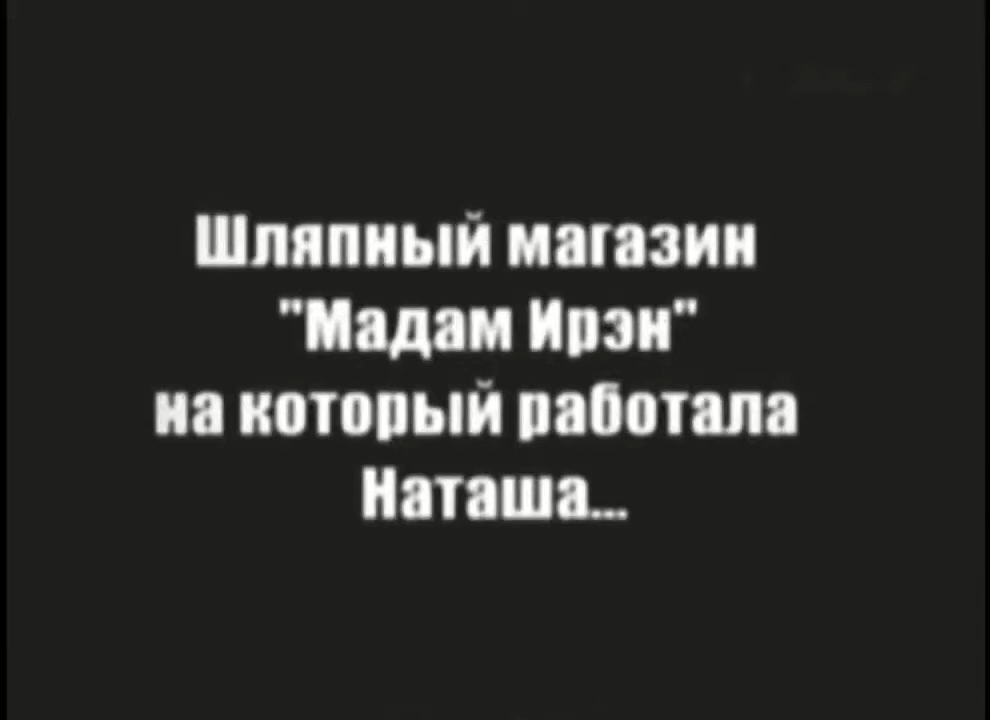 Шляпный магазин
"Мадам Ирэн"
на который работала
Наташа...